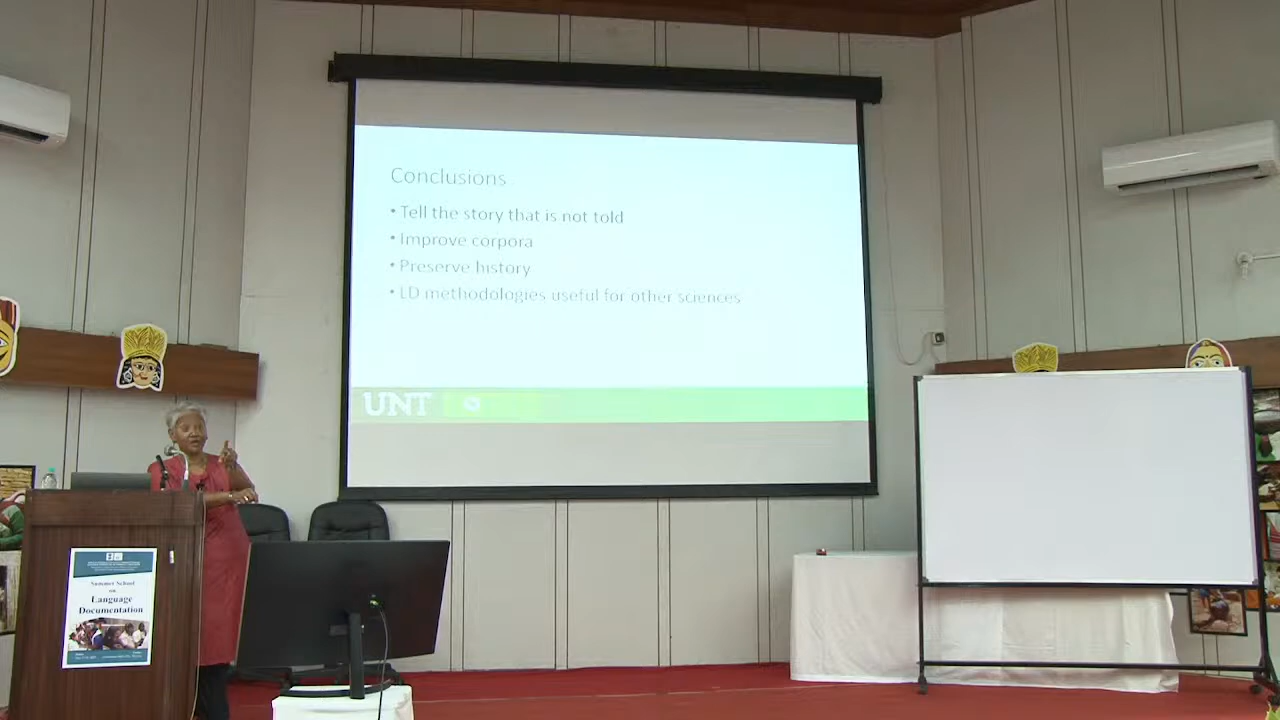 Conclusions
• Tell the story that is not told
• Improve corpora
• Preserve history
• LD methodologies useful for other sciences
UNT
Summer School
on
Language
Documentation